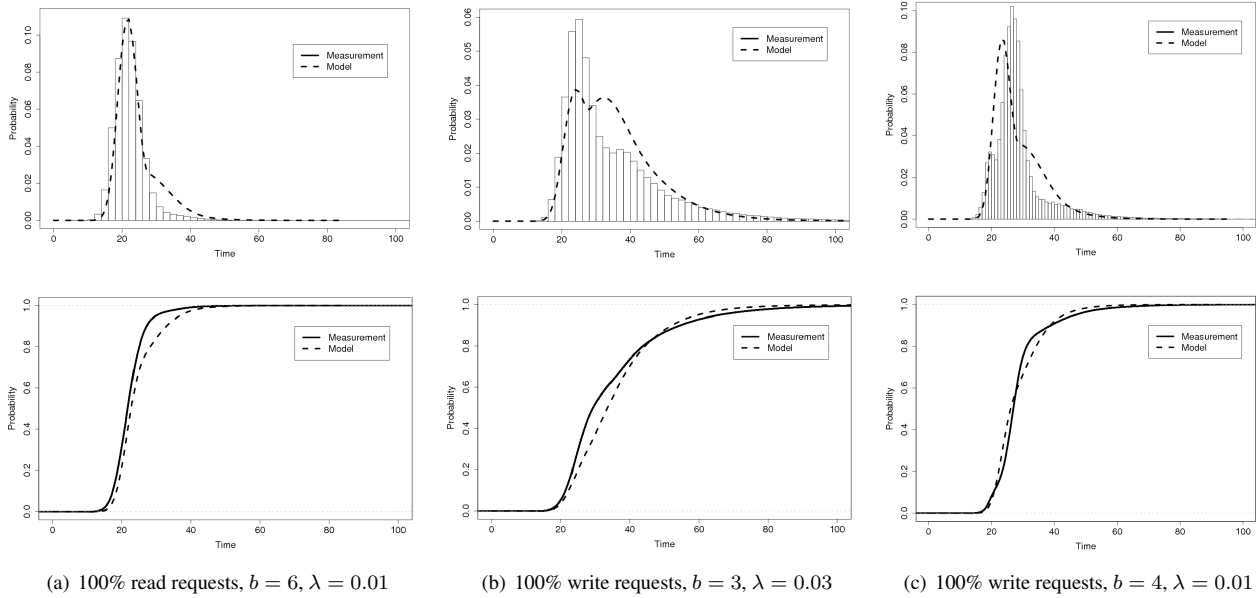 Measurement
Model
Probability
0.00 0.02 0.04 0.06 0.08 0.10
0 20 40 60 80 100
Time
Measurement
Model
Probability
0.00 0.01 0.02 0.03 0.04 0.05 0.06
0 20 40 60 80 100
Time
Measurement
Model
Probability
0.00 0.02 0.04 0.06 0.08 0.10
0 20 40 60 80 100
Time
Measurement
Model
Probability
0.0 0.2 0.4 0.6 0.8 1.0
0 20 40 60 80 100
Time
Measurement
Model
Probability
0.0 0.2 0.4 0.6 0.8 1.0
0 20 40 60 80 100
Time
Measurement
Model
Probability
0.0 0.2 0.4 0.6 0.8 1.0
0 20 40 60 80 100
Time
(a) 100% read requests, b = 6, λ = 0.01
(b) 100% write requests, b = 3, λ = 0.03
(c) 100% write requests, b = 4, λ = 0.01